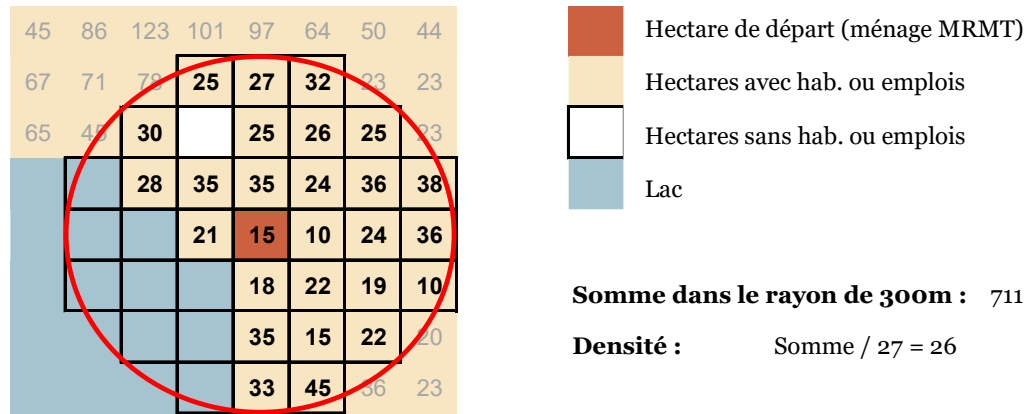 45 86 123 101 97 64 50 44
67 71 78 25 27 32 23 23
65 45 30 25 26 25 23
28 35 35 24 36 38
21 15 10 24 36
18 22 19 10
35 15 22 20
33 45 36 23
Hectare de départ (ménage MRMT)
Hectares avec hab. ou emplois
Hectares sans hab. ou emplois
Lac
Somme dans le rayon de 300m : 711
Densité : Somme / 27 = 26